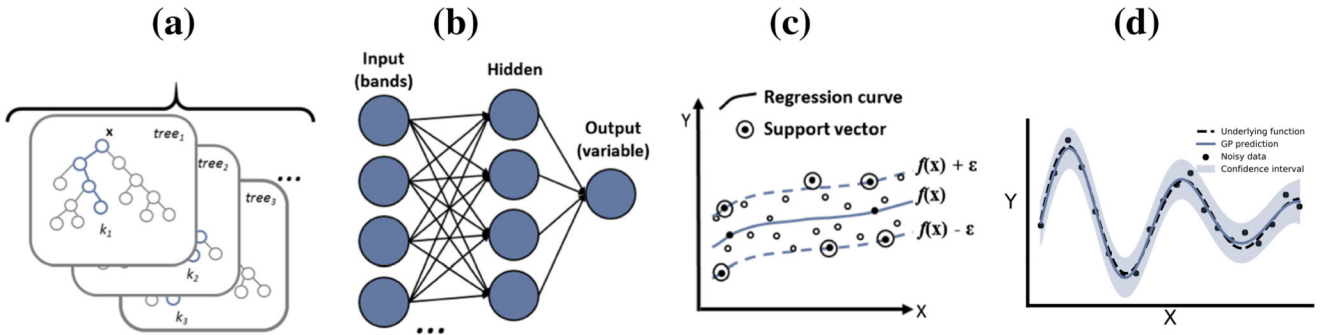 (a)
x
tree1
tree2
tree3
...
k1
k2
k3
(b)
Input
(bands)
Hidden
Output
(variable)
...
(c)
Y
Regression curve
Support vector
f(x) + ε
f(x)
f(x) - ε
X
(d)
Y
Underlying function
GP prediction
Noisy data
Confidence interval
X